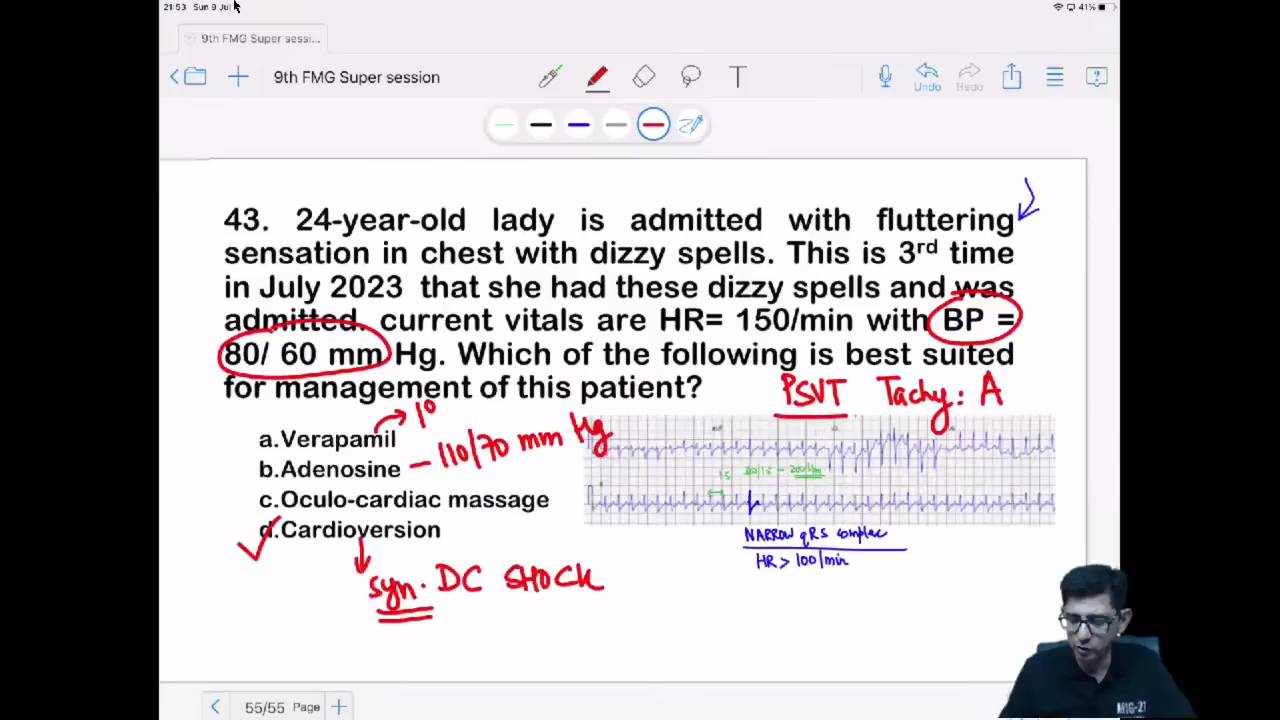 21:53 Sun 9 Jul
41%
9th FMG Super sessi...
9th FMG Super session
T
Undo
Redo
43. 24-year-old lady is admitted with fluttering
sensation in chest with dizzy spells. This is 3rd time
in July 2023 that she had these dizzy spells and was
admitted. current vitals are HR= 150/min with BP =
80/ 60 mm Hg. Which of the following is best suited
for management of this patient?
PSVT Tachy: A
a.Verapamil → 1°
b.Adenosine – 110/70 mm Hg
c.Oculo-cardiac massage
d.Cardioversion
syn. DC SHOCK
NARROW qRS complex
HR > 100/min
55/55 Page
MIG-21